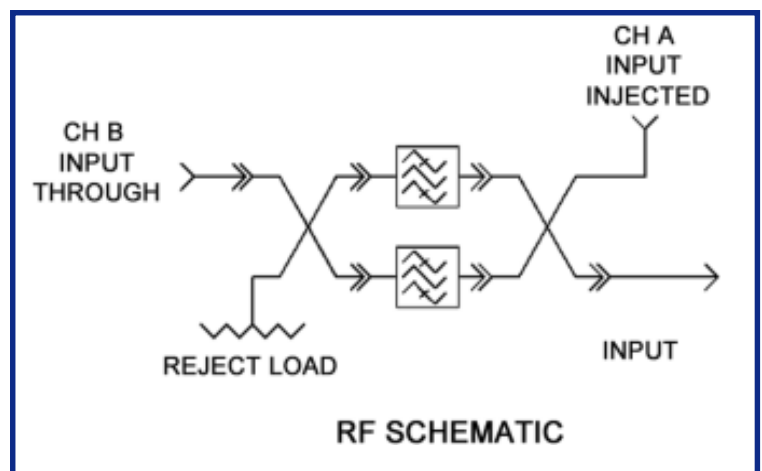 CH A
INPUT
INJECTED
CH B
INPUT
THROUGH
REJECT LOAD
INPUT
RF SCHEMATIC